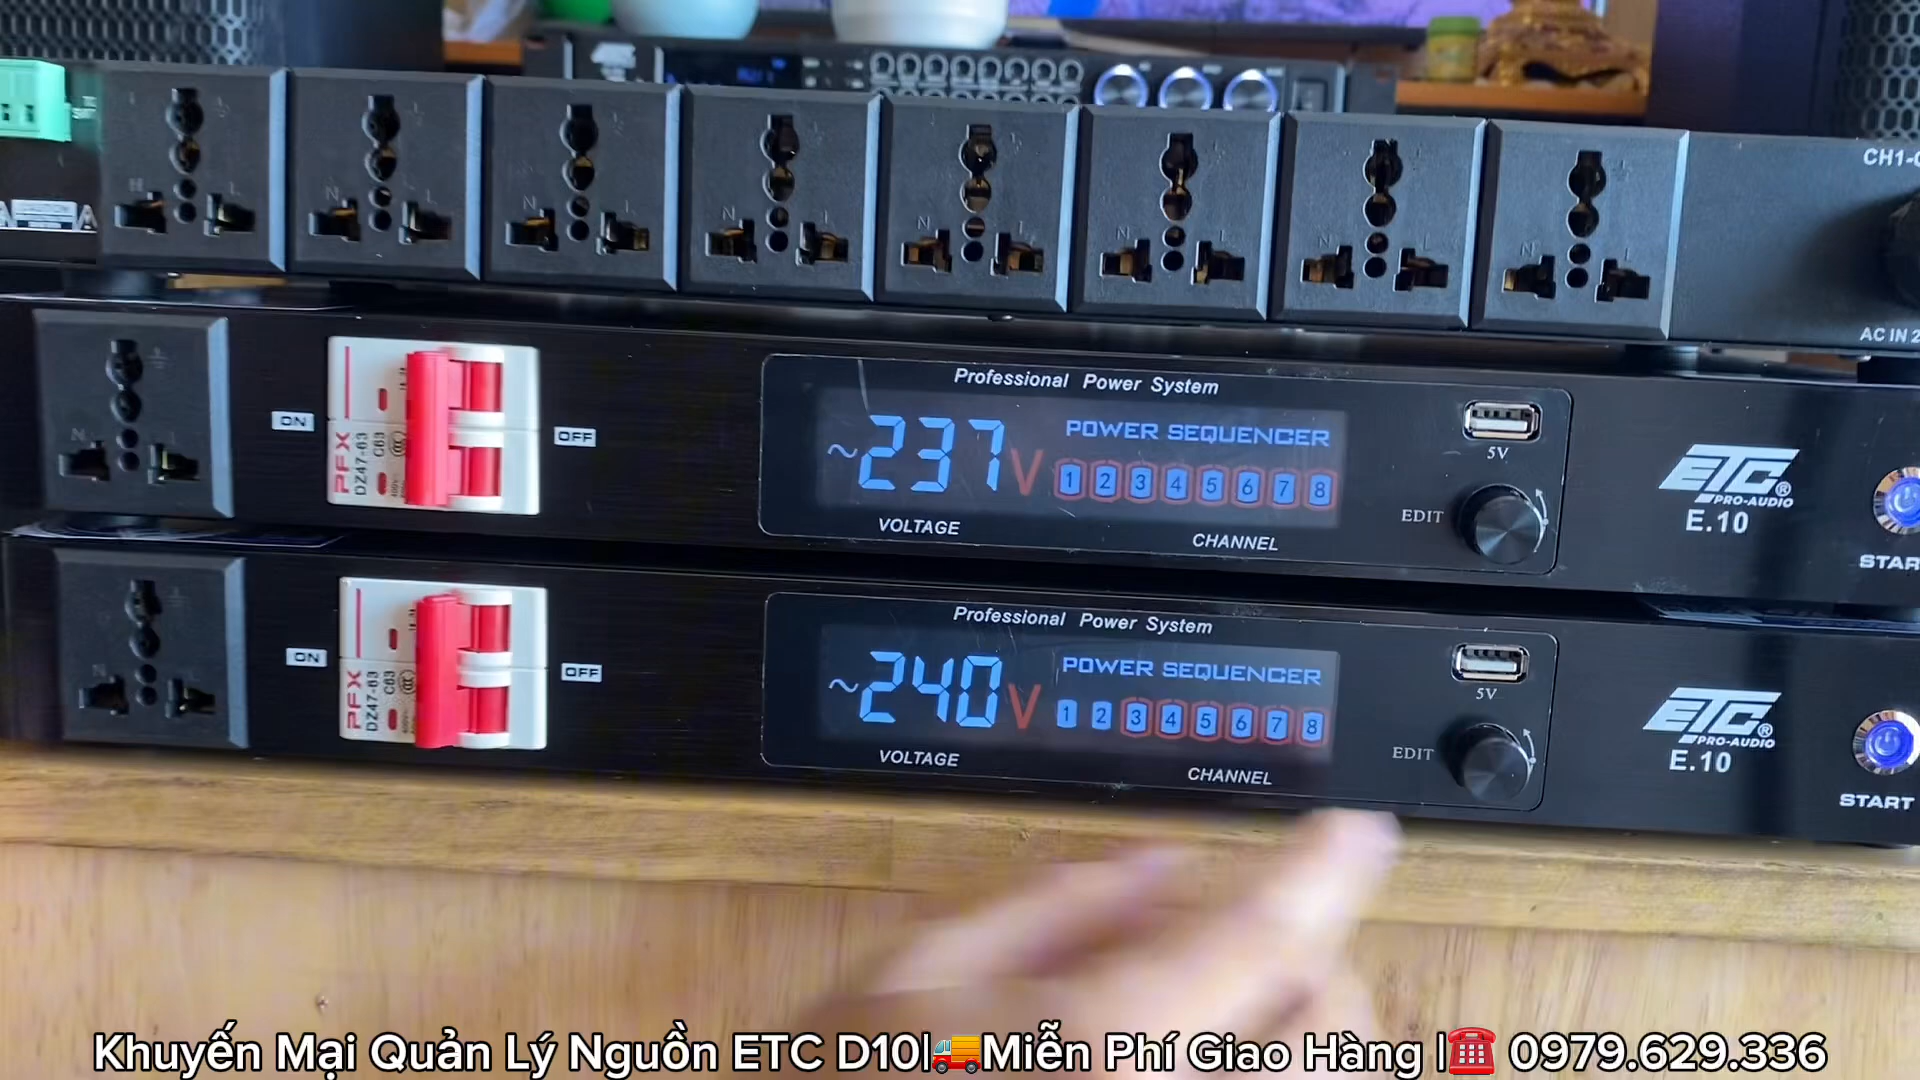 CAUTION
N L
N L
N L
N L
N L
N L
N L
CH1-
AC IN 2
Professional Power System
ON
PFX
DZ47-63
C63
OFF
~237V
POWER SEQUENCER
1 2 3 4 5 6 7 8
VOLTAGE
CHANNEL
5V
EDIT
ETC®
PRO-AUDIO
E.10
STAR
Professional Power System
ON
PFX
DZ47-63
C63
OFF
~240V
POWER SEQUENCER
1 2 3 4 5 6 7 8
VOLTAGE
CHANNEL
5V
EDIT
ETC®
PRO-AUDIO
E.10
START
Khuyến Mại Quản Lý Nguồn ETC D10|🚚Miễn Phí Giao Hàng |☎️ 0979.629.336